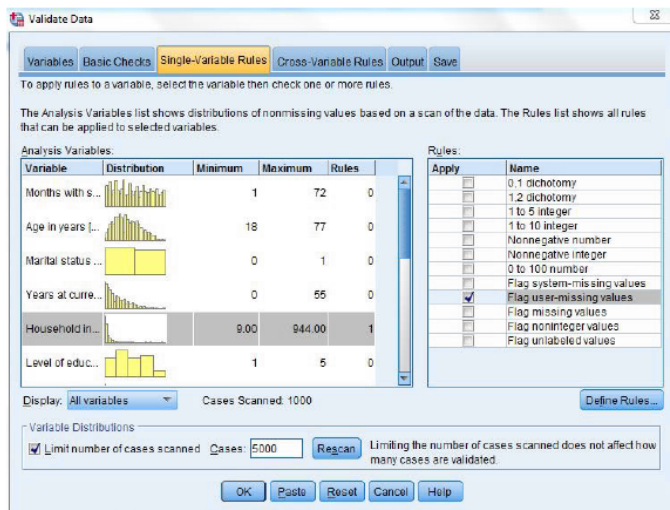 Validate Data
Variables Basic Checks Single-Variable Rules Cross-Variable Rules Output Save
To apply rules to a variable, select the variable then check one or more rules.
The Analysis Variables list shows distributions of nonmissing values based on a scan of the data. The Rules list shows all rules
that can be applied to selected variables.
Analysis Variables:
Variable Distribution Minimum Maximum Rules
Months with s... 1 72 0
Age in years [... 18 77 0
Marital status ... 0 1 0
Years at curre... 0 55 0
Household in... 9.00 944.00 1
Level of educ... 1 5 0
Display: All variables Cases Scanned: 1000
Rules:
Apply Name
0,1 dichotomy
1,2 dichotomy
1 to 5 integer
1 to 10 integer
Nonnegative number
Nonnegative integer
0 to 100 number
Flag system-missing values
Flag user-missing values
Flag missing values
Flag noninteger values
Flag unlabeled values
Define Rules...
Variable Distributions
Limit number of cases scanned Cases: 5000 Rescan
Limiting the number of cases scanned does not affect how
many cases are validated.
OK Paste Reset Cancel Help